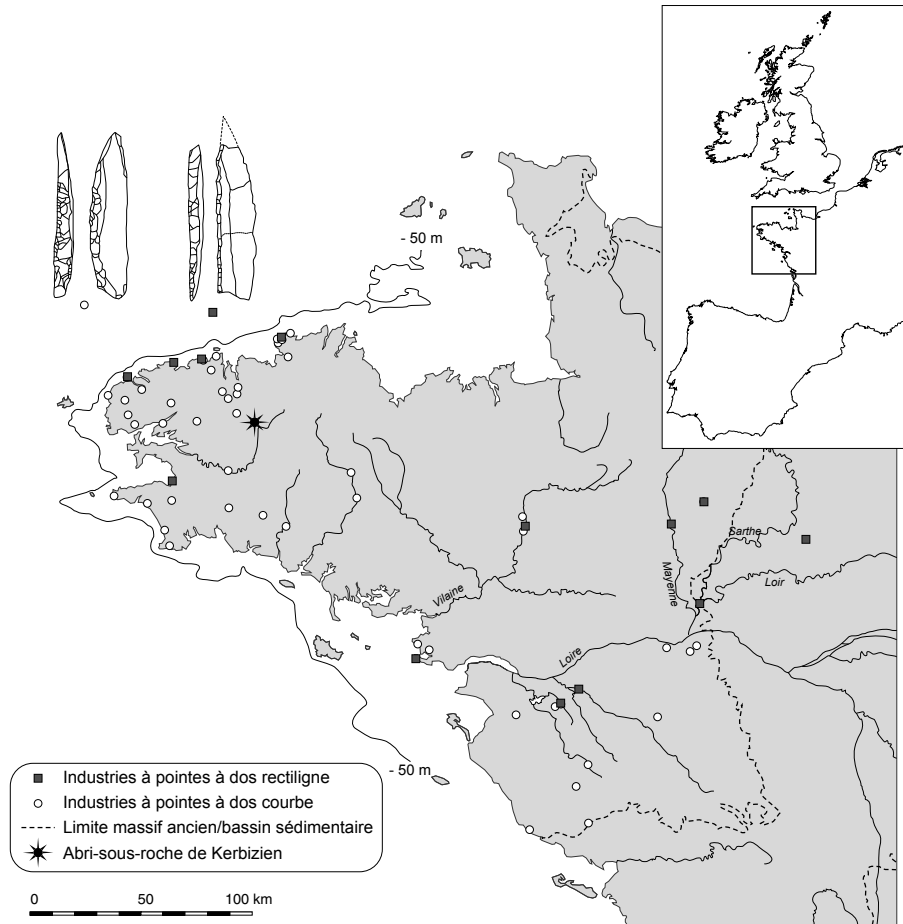 - 50 m
Sarthe
Mayenne
Loir
Vilaine
Loire
- 50 m
Industries à pointes à dos rectiligne
Industries à pointes à dos courbe
Limite massif ancien/bassin sédimentaire
Abri-sous-roche de Kerbizien
0 50 100 km